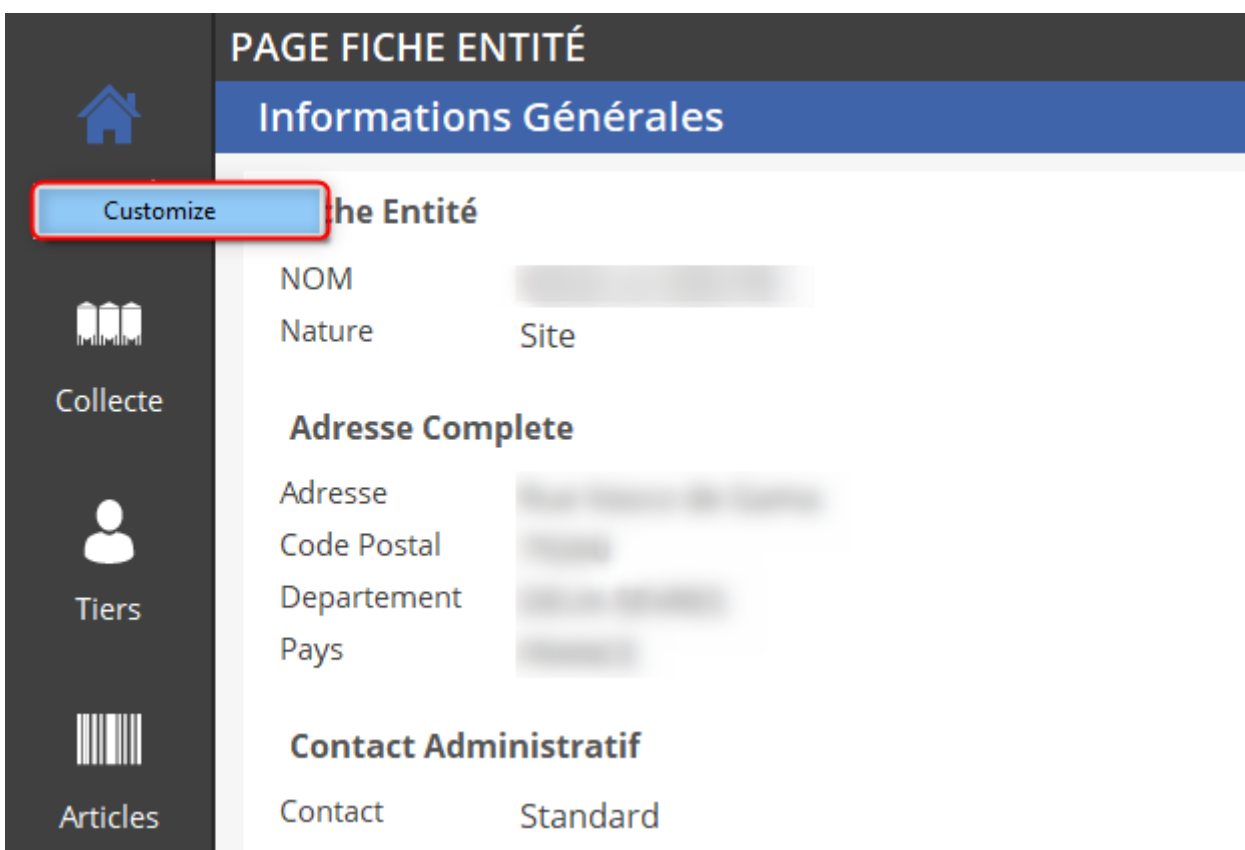 PAGE FICHE ENTITÉ
Informations Générales
Customize
he Entité
NOM
Nature Site
Collecte
Adresse Complete
Adresse
Code Postal
Departement
Tiers
Pays
Contact Administratif
Articles
Contact Standard